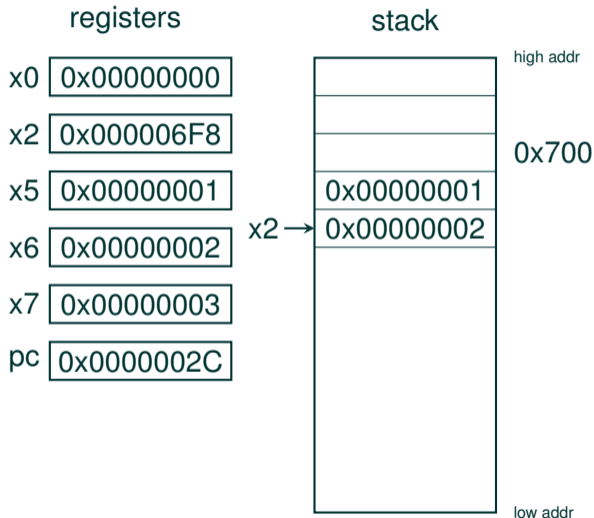 registers
x0 0x00000000
x2 0x000006F8
x5 0x00000001
x6 0x00000002
x7 0x00000003
pc 0x0000002C
stack
high addr
0x700
0x00000001
x2 0x00000002
low addr